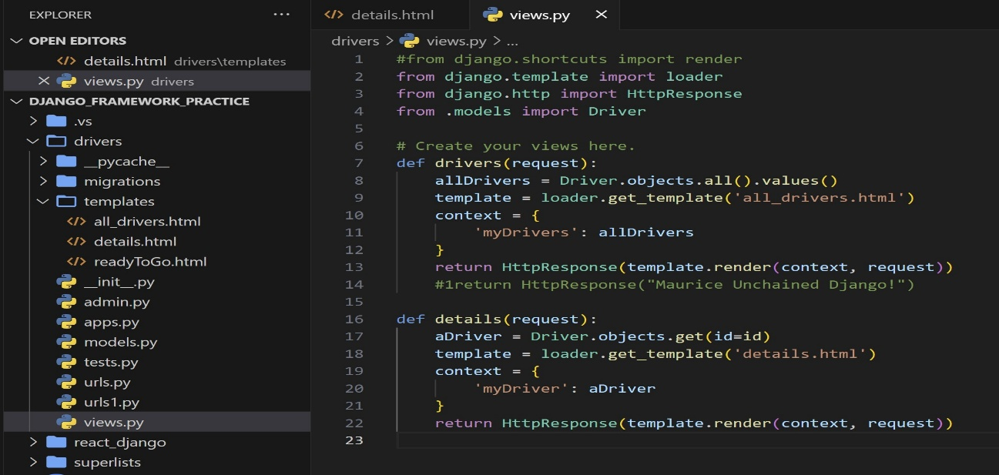 EXPLORER ...
OPEN EDITORS
details.html drivers\templates
views.py drivers
DJANGO_FRAMEWORK_PRACTICE
.vs
drivers
__pycache__
migrations
templates
all_drivers.html
details.html
readyToGo.html
__init__.py
admin.py
apps.py
models.py
tests.py
urls.py
urls1.py
views.py
react_django
superlists
details.html views.py
drivers > views.py > ...
1 #from django.shortcuts import render
2 from django.template import loader
3 from django.http import HttpResponse
4 from .models import Driver
5
6 # Create your views here.
7 def drivers(request):
8     allDrivers = Driver.objects.all().values()
9     template = loader.get_template('all_drivers.html')
10     context = {
11         'myDrivers': allDrivers
12     }
13     return HttpResponse(template.render(context, request))
14     #1return HttpResponse("Maurice Unchained Django!")
15
16 def details(request):
17     aDriver = Driver.objects.get(id=id)
18     template = loader.get_template('details.html')
19     context = {
20         'myDriver': aDriver
21     }
22     return HttpResponse(template.render(context, request))
23